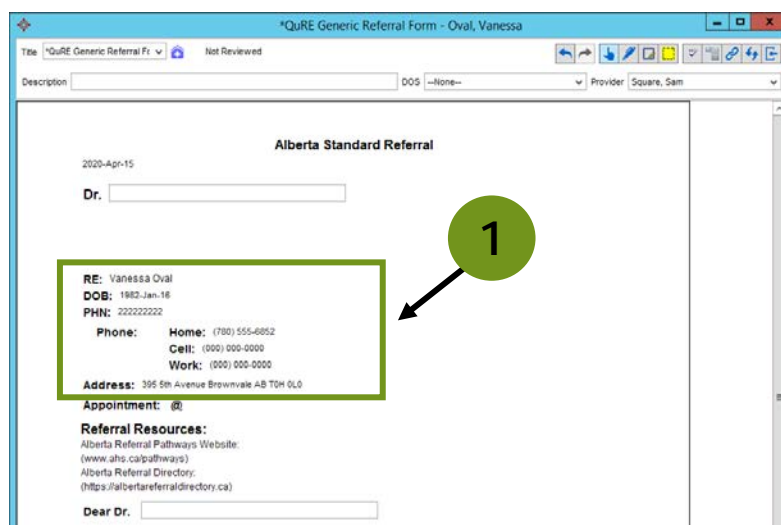 *QuRE Generic Referral Form - Oval, Vanessa
Title *QuRE Generic Referral Fr Not Reviewed
Description DOS --None-- Provider Square, Sam
Alberta Standard Referral
2020-Apr-15
Dr.
1
RE: Vanessa Oval
DOB: 1982-Jan-16
PHN: 222222222
Phone: Home: (780) 555-6852
Cell: (000) 000-0000
Work: (000) 000-0000
Address: 395 5th Avenue Brownvale AB T0H 0L0
Appointment: @
Referral Resources:
Alberta Referral Pathways Website:
(www.ahs.ca/pathways)
Alberta Referral Directory:
(https://albertareferraldirectory.ca)
Dear Dr.